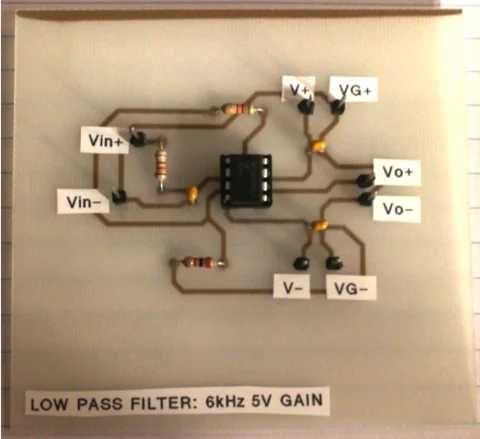 V+ VG+
Vin+
Vo+
Vin-
Vo-
V- VG-
LOW PASS FILTER: 6kHz 5V GAIN